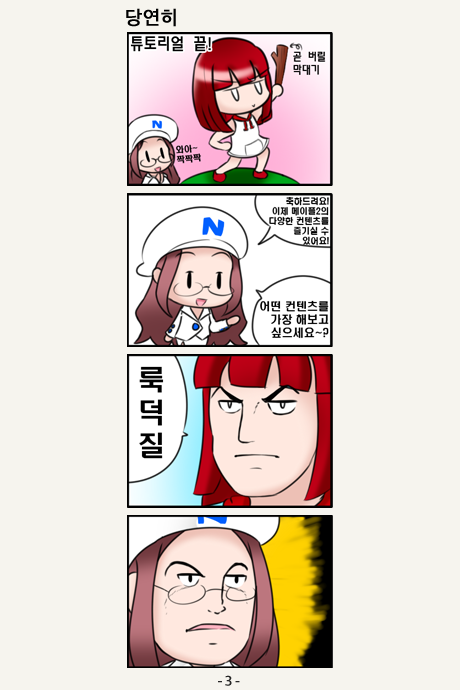 당연히
튜토리얼 끝!
곧 버릴
막대기
N
와아-
짝짝짝
축하드려요!
이제 메이플2의
다양한 컨텐츠를
즐기실 수
있어요!
N
어떤 컨텐츠를
가장 해보고
싶으세요~?
룩
덕
질
N
-3-